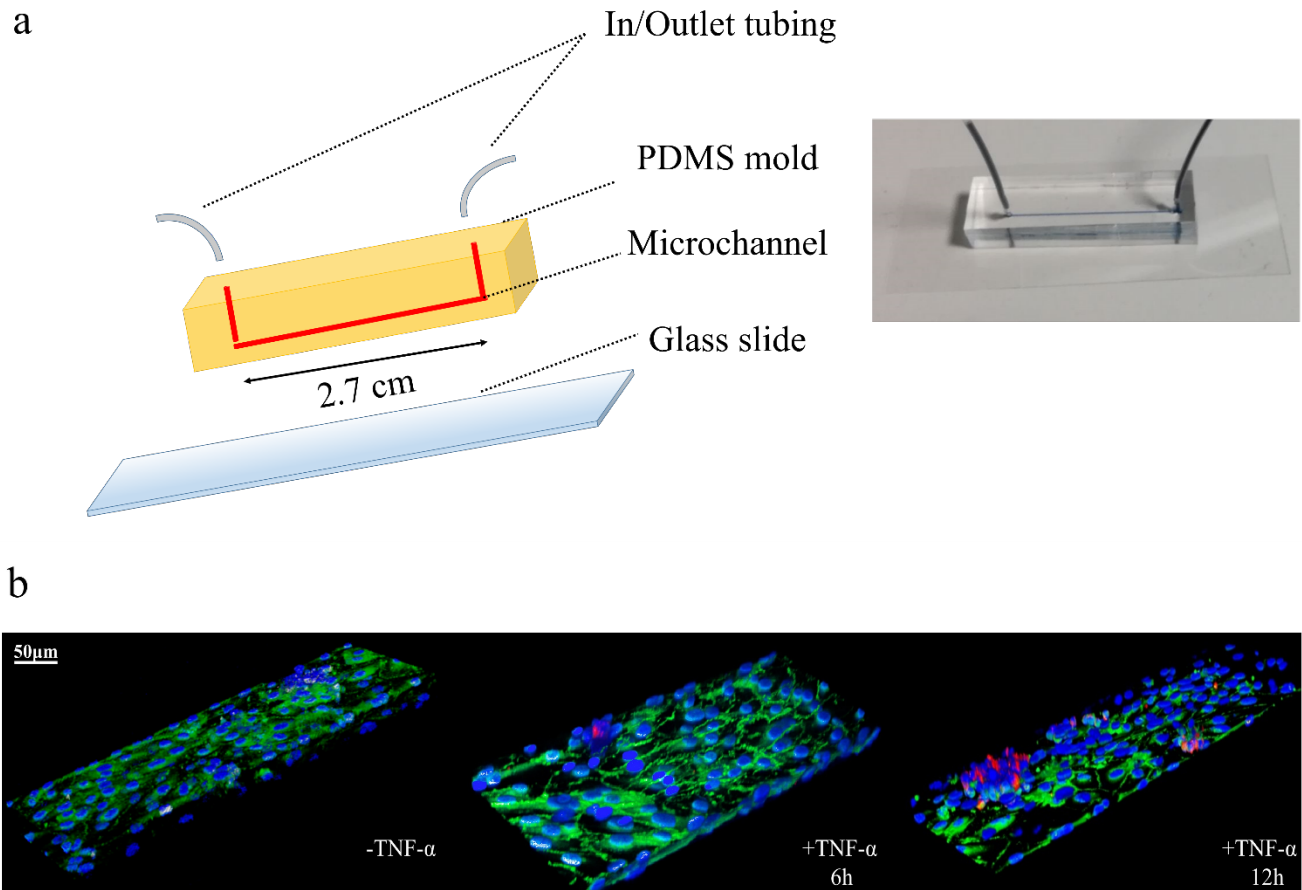 a
In/Outlet tubing
PDMS mold
Microchannel
Glass slide
2.7 cm
b
50μm
-TNF-α
+TNF-α
6h
+TNF-α
12h